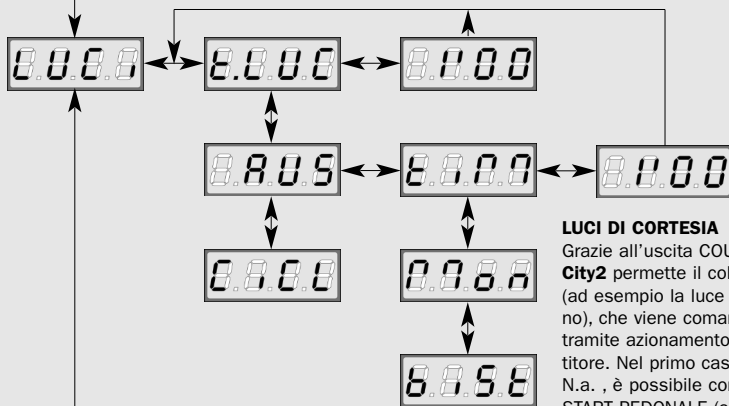 LUCi
t.LUC
1'00
AUS
tiM
1'00
CiCL
Mon
biSt
LUCI DI CORTESIA
Grazie all'uscita COU
City2 permette il col
(ad esempio la luce
no), che viene coma
tramite azionamento
titore. Nel primo cas
N.a. , è possibile co
START PEDONALE